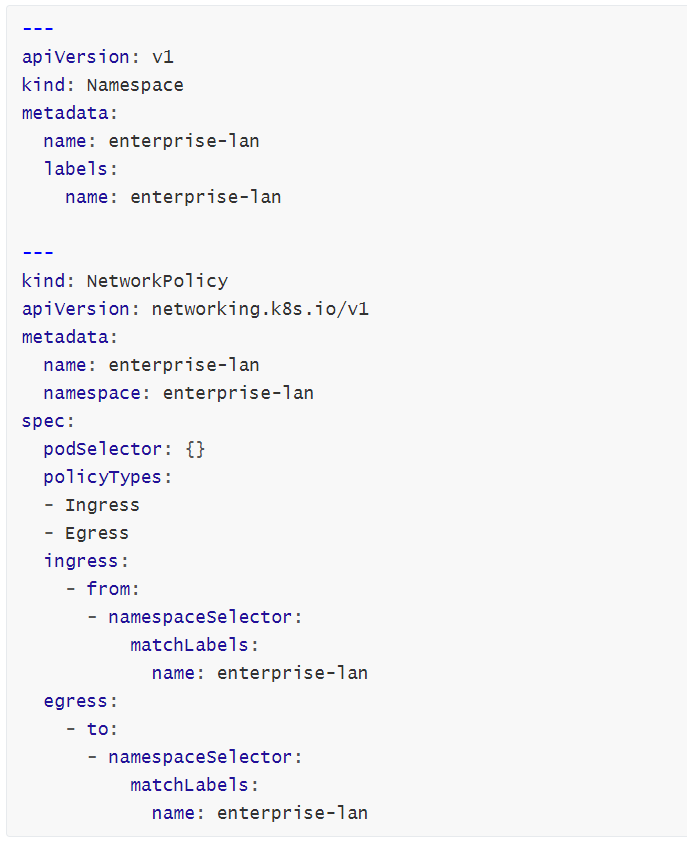 ---
apiVersion: v1
kind: Namespace
metadata:
  name: enterprise-lan
  labels:
    name: enterprise-lan

---
kind: NetworkPolicy
apiVersion: networking.k8s.io/v1
metadata:
  name: enterprise-lan
  namespace: enterprise-lan
spec:
  podSelector: {}
  policyTypes:
  - Ingress
  - Egress
  ingress:
    - from:
      - namespaceSelector:
          matchLabels:
            name: enterprise-lan
  egress:
    - to:
      - namespaceSelector:
          matchLabels:
            name: enterprise-lan